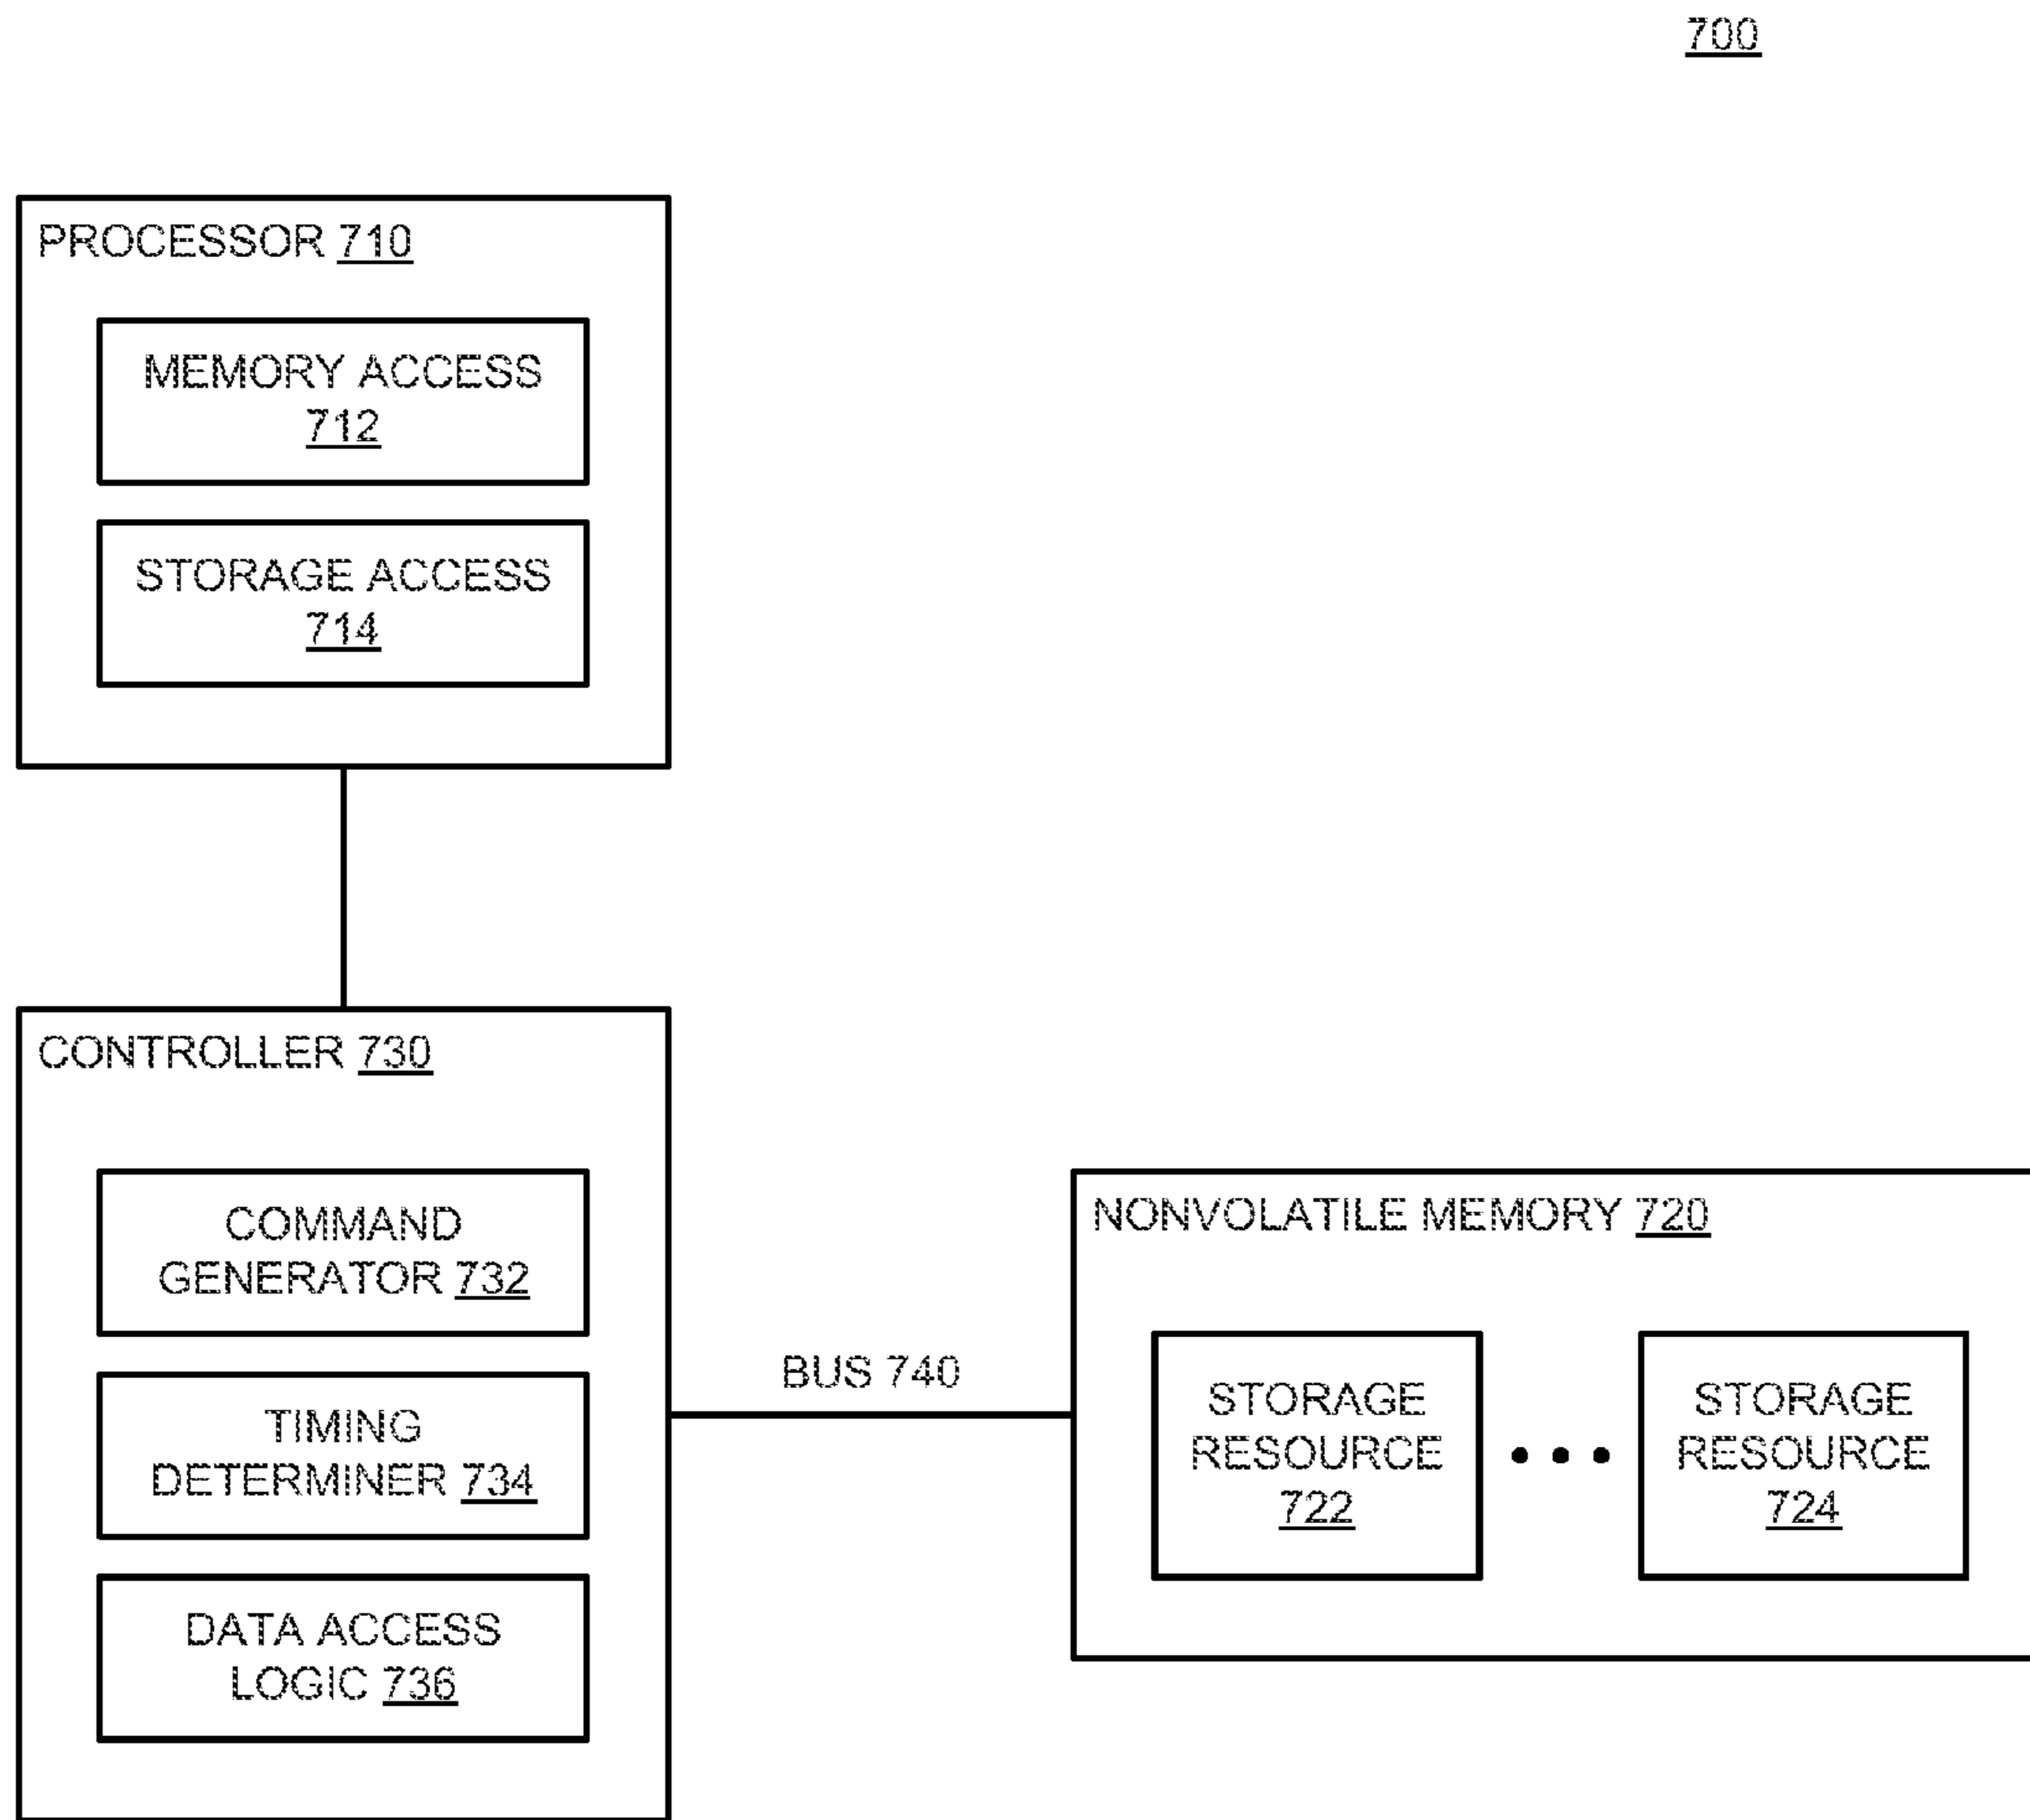 700
PROCESSOR 710
MEMORY ACCESS
712
STORAGE ACCESS
714
CONTROLLER 730
COMMAND
GENERATOR 732
TIMING
DETERMINER 734
DATA ACCESS
LOGIC 736
BUS 740
NONVOLATILE MEMORY 720
STORAGE
RESOURCE
722
STORAGE
RESOURCE
724